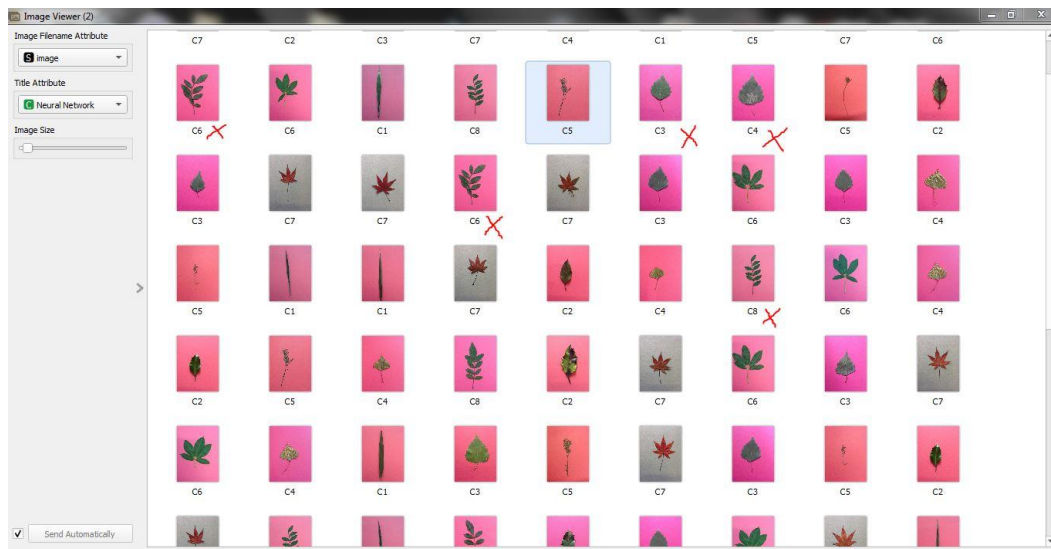 Image Viewer (2)
Image Filename Attribute
S image
Title Attribute
C Neural Network
Image Size
Send Automatically
C7 C2 C3 C7 C4 C1 C5 C7 C6
C6 C6 C1 C8 C5 C3 C4 C5 C2
C3 C7 C7 C6 C7 C3 C6 C3 C4
C5 C1 C1 C7 C2 C4 C8 C6 C4
C2 C5 C4 C8 C2 C7 C6 C3 C7
C6 C4 C1 C3 C5 C7 C3 C5 C2